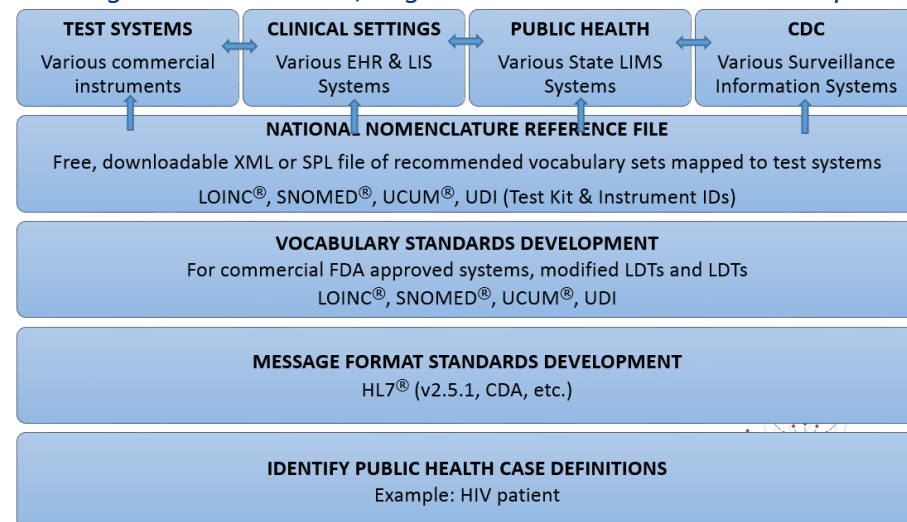 TEST SYSTEMS
Various commercial
instruments
CLINICAL SETTINGS
Various EHR & LIS
Systems
PUBLIC HEALTH
Various State LIMS
Systems
CDC
Various Surveillance
Information Systems
NATIONAL NOMENCLATURE REFERENCE FILE
Free, downloadable XML or SPL file of recommended vocabulary sets mapped to test systems
LOINC®, SNOMED®, UCUM®, UDI (Test Kit & Instrument IDs)
VOCABULARY STANDARDS DEVELOPMENT
For commercial FDA approved systems, modified LDTs and LDTs
LOINC®, SNOMED®, UCUM®, UDI
MESSAGE FORMAT STANDARDS DEVELOPMENT
HL7® (v2.5.1, CDA, etc.)
IDENTIFY PUBLIC HEALTH CASE DEFINITIONS
Example: HIV patient